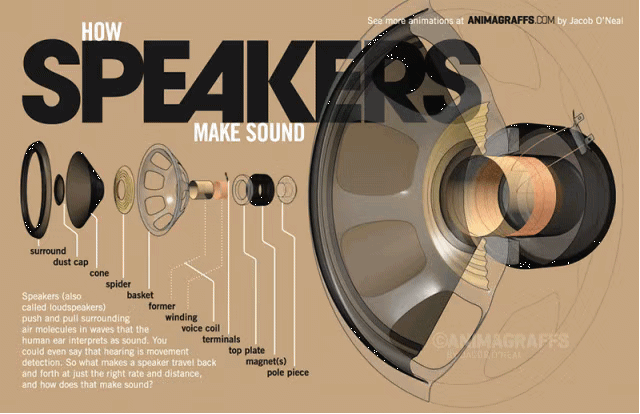 See more animations at ANIMAGRAFFS.COM by Jacob O'Neal
HOW
SPEAKERS
MAKE SOUND
surround
dust cap
cone
spider
basket
former
winding
voice coil
terminals
top plate
magnet(s)
pole piece
Speakers (also
called loudspeakers)
push and pull surrounding
air molecules in waves that the
human ear interprets as sound. You
could even say that hearing is movement
detection. So what makes a speaker travel back
and forth at just the right rate and distance,
and how does that make sound?
©ANIMAGRAFFS
BY JACOB O'NEAL